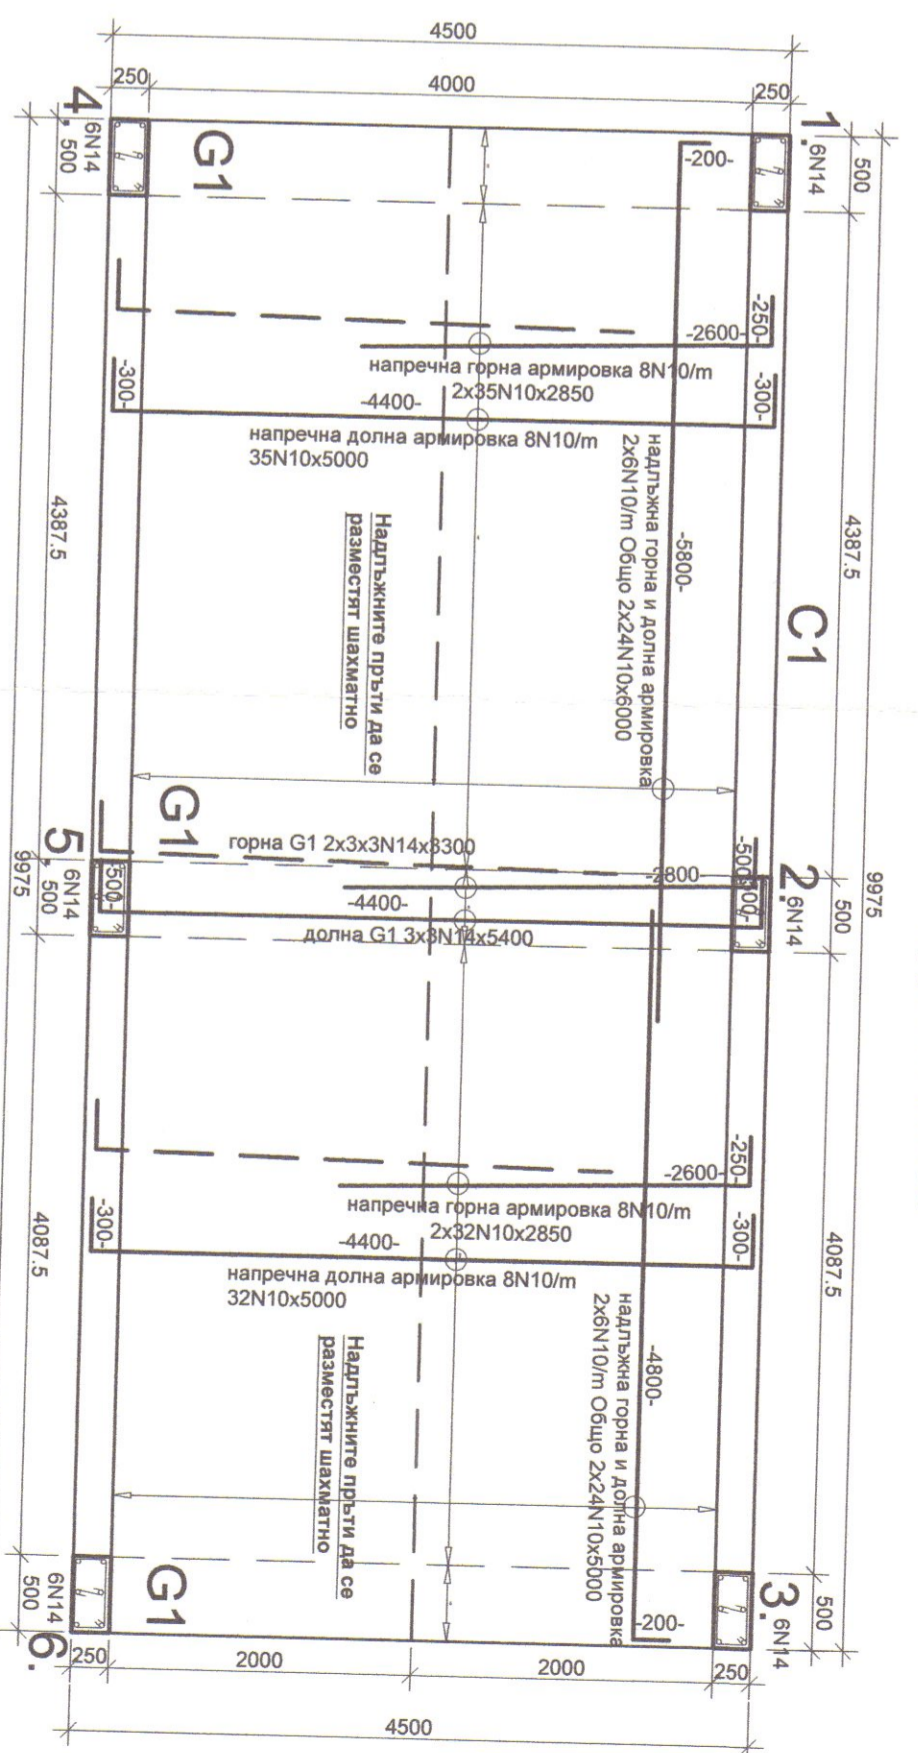 4500
250
4000
250
4.
6N14
500
1.
6N14
500
G1
-200-
-2600-
-250-
напречна горна армировка 8N10/m
2x35N10x2850
-300-
-4400-
-300-
напречна долна армировка 8N10/m
35N10x5000
надлъжна горна и долна армировка
2x6N10/m Общо 2x24N10x6000
-5800-
Надлъжните пръти да се
разместят шахматно
4387.5
4387.5
C1
9975
9975
G1
горна G1 2x3x3N14x3300
-500-
-2800-
5.
6N14
500
-500-
-4400-
-500-
2.
6N14
500
долна G1 3x3N14x5400
-2600-
-250-
напречна горна армировка 8N10/m
2x32N10x2850
-300-
-4400-
-300-
напречна долна армировка 8N10/m
32N10x5000
надлъжна горна и долна армировка
2x6N10/m Общо 2x24N10x5000
-4800-
Надлъжните пръти да се
разместят шахматно
4087.5
4087.5
-200-
G1
6N14
500
6.
3.
6N14
500
250
2000
2000
250
4500